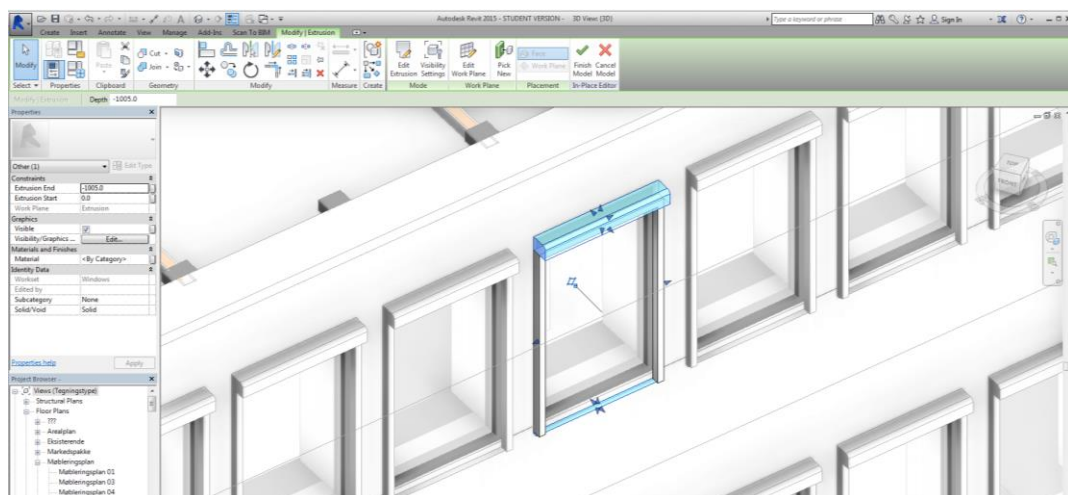 Autodesk Revit 2015 - STUDENT VERSION - 3D View: {3D}
Type a keyword or phrase
Sign In
Create Insert Annotate View Manage Add-Ins Scan To BIM Modify | Extrusion
Modify
Paste
Cut
Join
Edit Extrusion
Visibility Settings
Edit Work Plane
Pick New
Face
Work Plane
Finish Model
Cancel Model
Select Properties Clipboard Geometry Modify Measure Create Mode Work Plane Placement In-Place Editor
Modify | Extrusion Depth -1005.0
Properties
Other (1) Edit Type
Constraints
Extrusion End -1005.0
Extrusion Start 0.0
Work Plane Extrusion
Graphics
Visible
Visibility/Graphics ... Edit...
Materials and Finishes
Material <By Category>
Identity Data
Workset Windows
Edited by
Subcategory None
Solid/Void Solid
Properties help Apply
Project Browser -
Views (Tegningstype)
Structural Plans
Floor Plans
???
Arealplan
Eksisterende
Markedspakke
Møbleringsplan
Møbleringsplan 01
Møbleringsplan 03
Møbleringsplan 04
TOP
FRONT